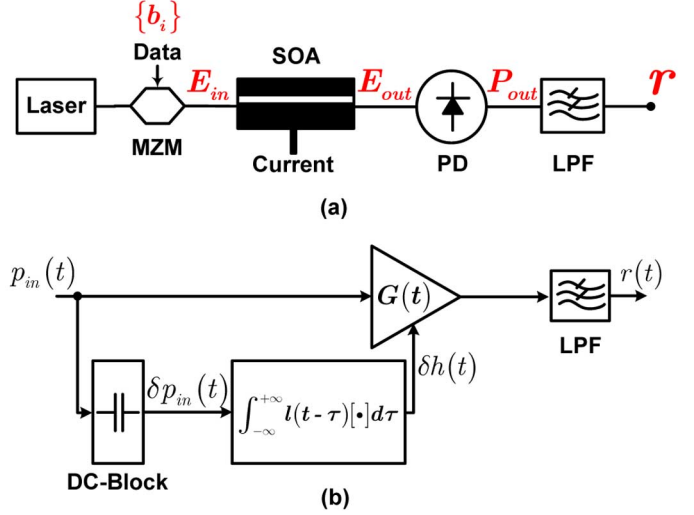 {b_i}
Data
SOA
Laser
E_in
E_out
P_out
r
MZM
Current
PD
LPF
(a)
p_in(t)
G(t)
r(t)
LPF
δh(t)
δp_in(t)
∫_{-∞}^{+∞} l(t - τ)[•]dτ
DC-Block
(b)